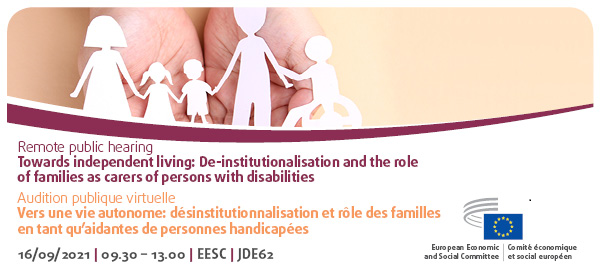 Remote public hearing
Towards independent living: De-institutionalisation and the role
of families as carers of persons with disabilities
Audition publique virtuelle
Vers une vie autonome: désinstitutionnalisation et rôle des familles
en tant qu'aidantes de personnes handicapées
16/09/2021 | 09.30 – 13.00 | EESC | JDE62
European Economic and Social Committee
Comité économique et social européen